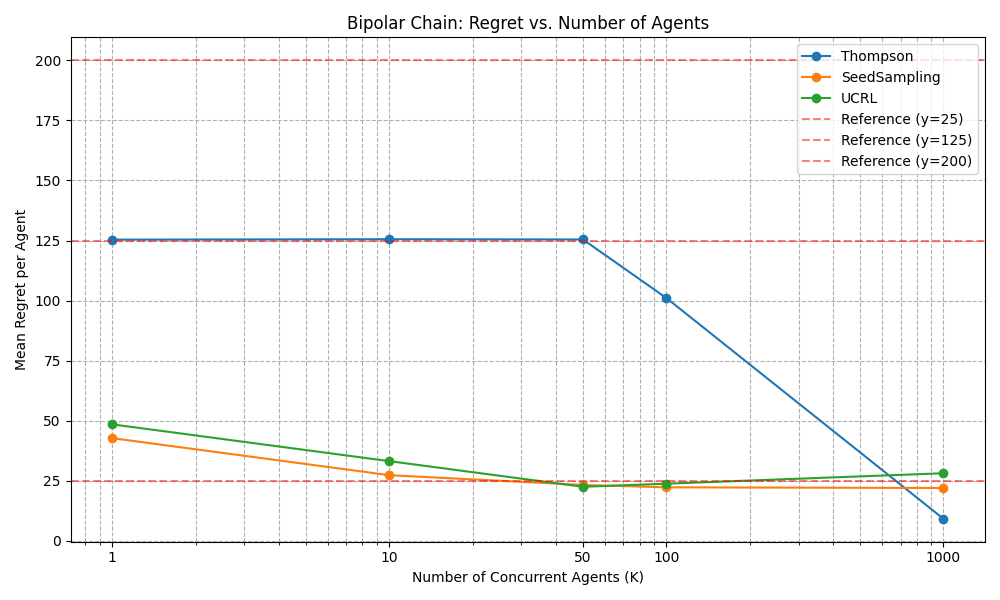 Bipolar Chain: Regret vs. Number of Agents
Mean Regret per Agent
200
175
150
125
100
75
50
25
0
Thompson
SeedSampling
UCRL
Reference (y=25)
Reference (y=125)
Reference (y=200)
1
10
50
100
1000
Number of Concurrent Agents (K)